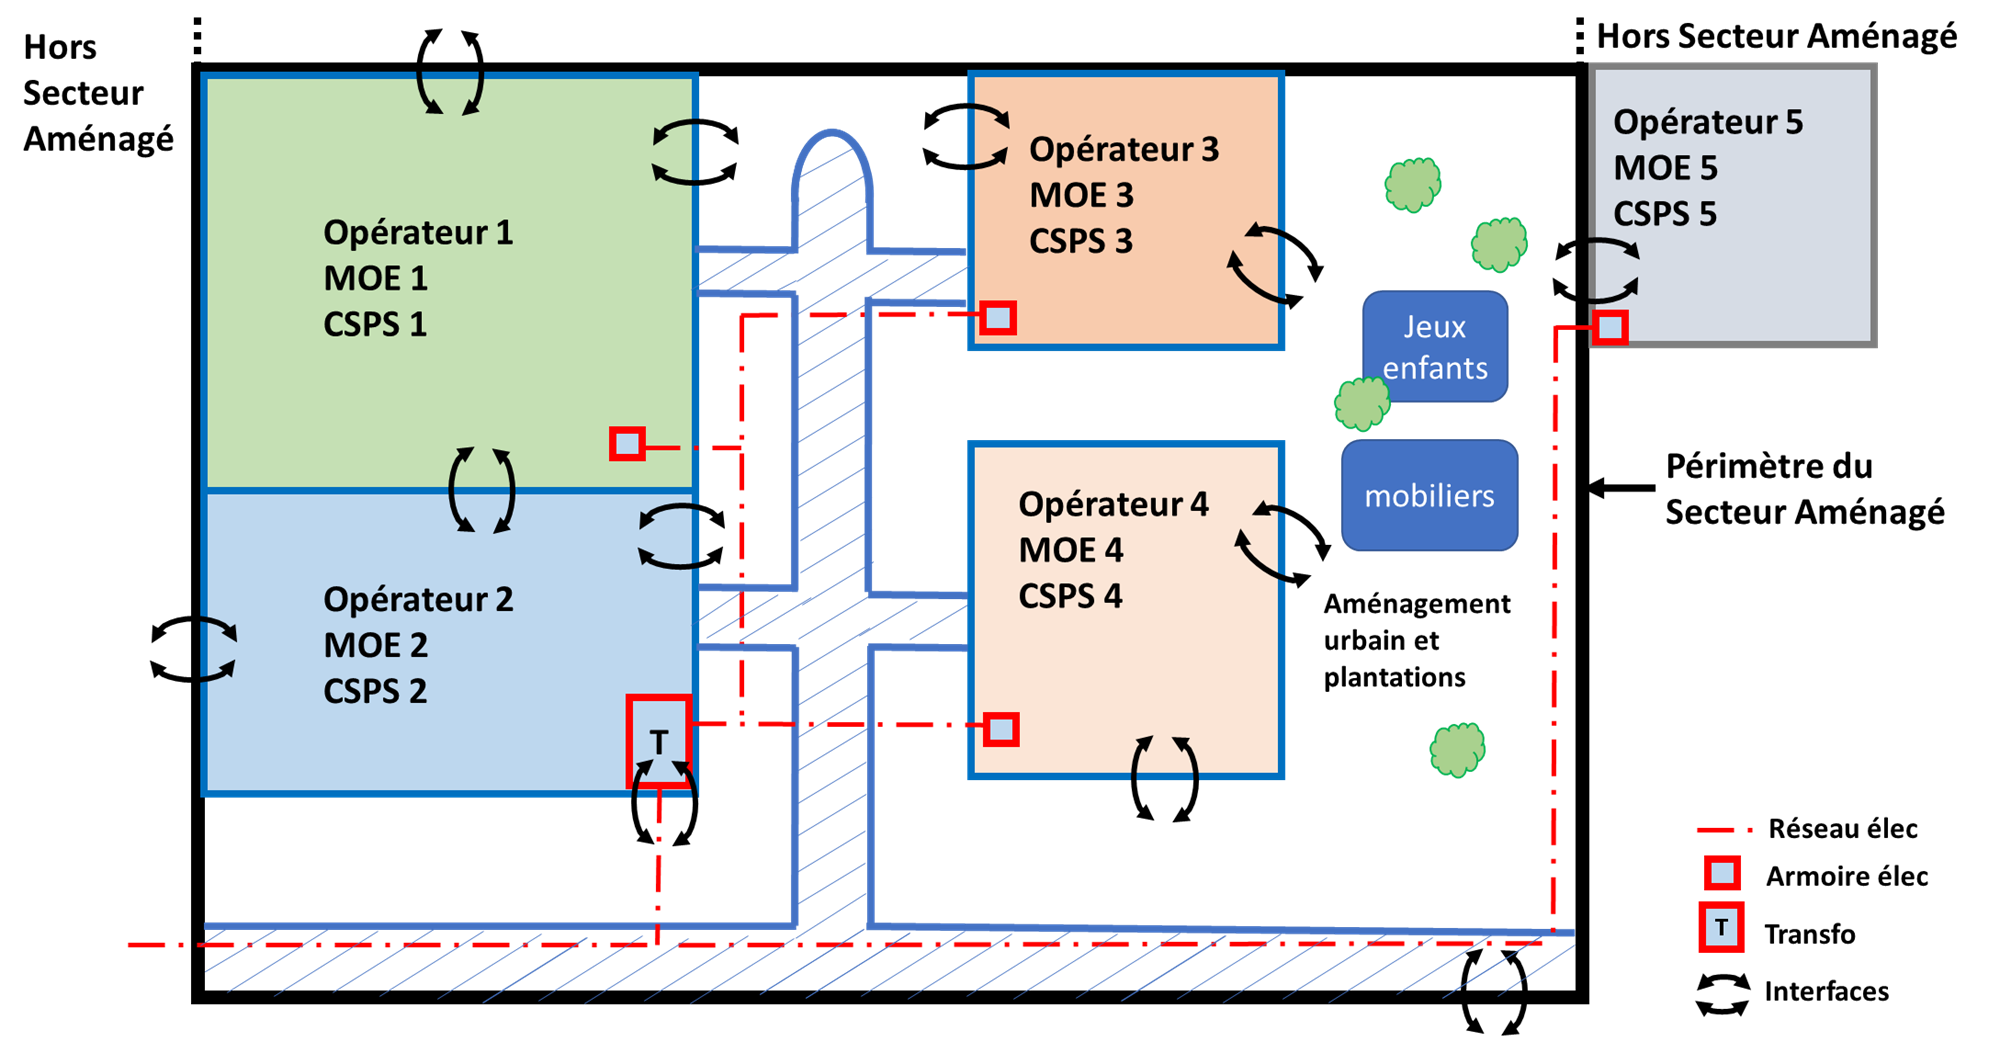 Hors
Secteur
Aménagé
Hors Secteur Aménagé
Opérateur 1
MOE 1
CSPS 1
Opérateur 3
MOE 3
CSPS 3
Opérateur 5
MOE 5
CSPS 5
Jeux
enfants
mobiliers
Périmètre du
Secteur Aménagé
Opérateur 2
MOE 2
CSPS 2
T
Opérateur 4
MOE 4
CSPS 4
Aménagement
urbain et
plantations
Réseau élec
Armoire élec
T
Transfo
Interfaces